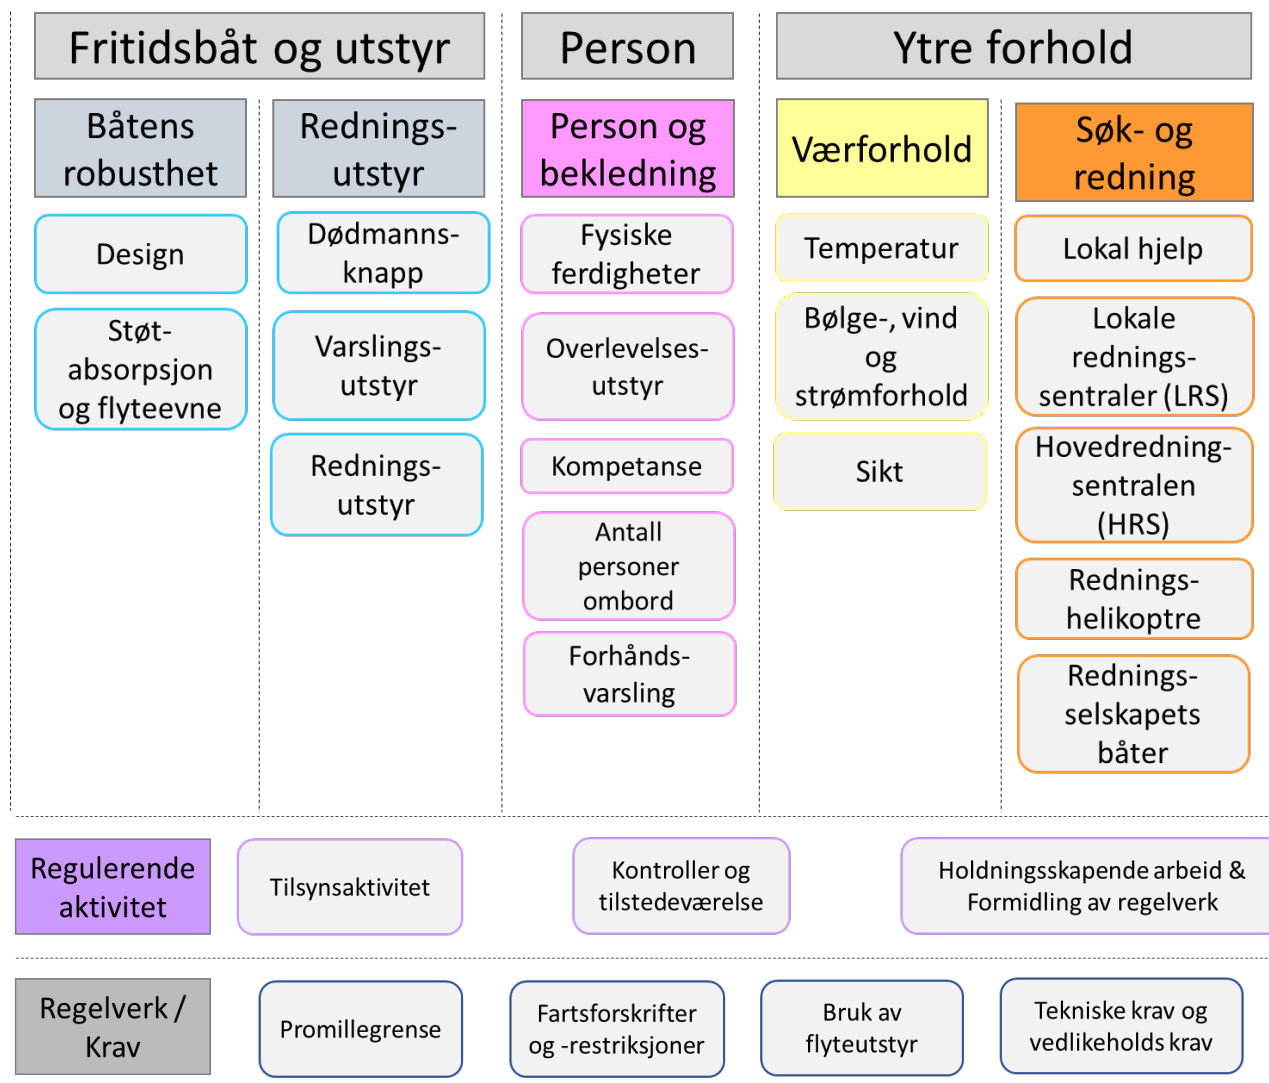 Fritidsbåt og utstyr
Person
Ytre forhold
Båtens
robusthet
Rednings-
utstyr
Person og
bekledning
Værforhold
Søk- og
redning
Design
Støt-
absorpsjon
og flyteevne
Dødmanns-
knapp
Varslings-
utstyr
Rednings-
utstyr
Fysiske
ferdigheter
Overlevelses-
utstyr
Kompetanse
Antall
personer
ombord
Forhånds-
varsling
Temperatur
Bølge-, vind
og
strømforhold
Sikt
Lokal hjelp
Lokale
rednings-
sentraler (LRS)
Hovedredning-
sentralen
(HRS)
Rednings-
helikoptre
Rednings-
selskapets
båter
Regulerende
aktivitet
Tilsynsaktivitet
Kontroller og
tilstedeværelse
Holdningsskapende arbeid &
Formidling av regelverk
Regelverk /
Krav
Promillegrense
Fartsforskrifter
og -restriksjoner
Bruk av
flyteutstyr
Tekniske krav og
vedlikeholds krav